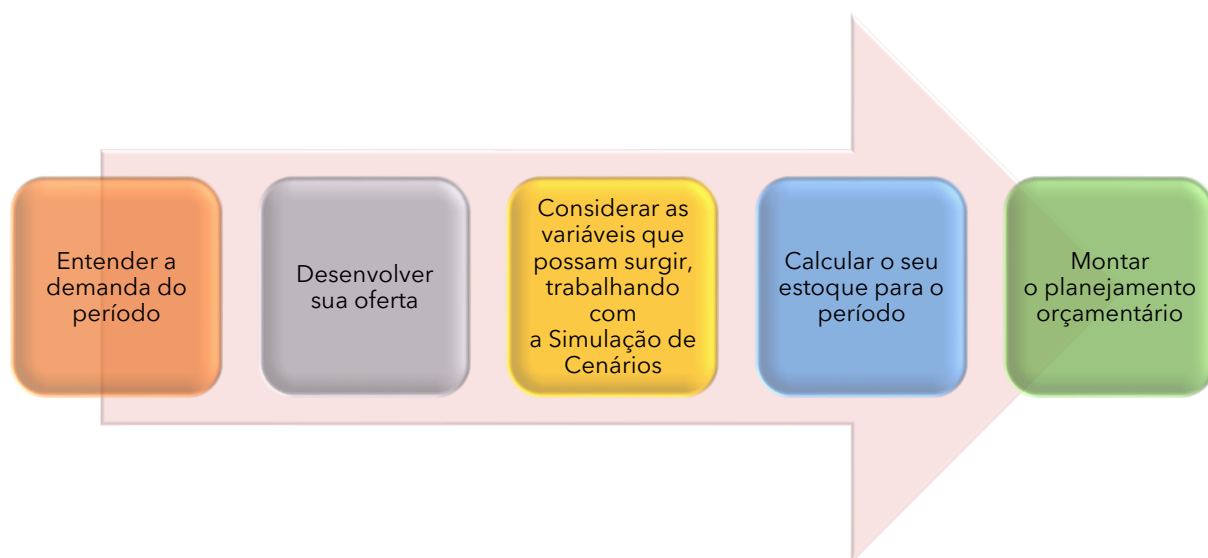 Entender a
demanda do
período
Desenvolver
sua oferta
Considerar as
variáveis que
possam surgir,
trabalhando
com
a Simulação de
Cenários
Calcular o seu
estoque para o
período
Montar
o planejamento
orçamentário